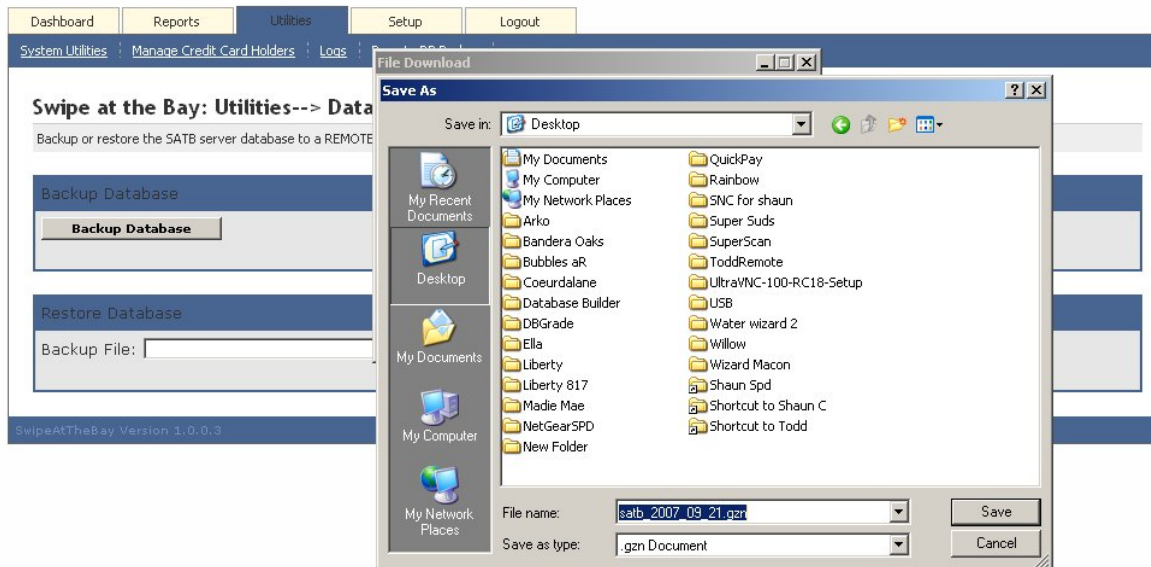 Dashboard Reports Utilities Setup Logout
System Utilities Manage Credit Card Holders Logs
File Download
Save As
Swipe at the Bay: Utilities--> Data
Backup or restore the SATB server database to a REMOTE
Backup Database
Backup Database
Restore Database
Backup File:
SwipeAtTheBay Version 1.0.0.3
Save in: Desktop
My Recent
Documents
Desktop
My Documents
My Computer
My Network
Places
My Documents
My Computer
My Network Places
Arko
Bandera Oaks
Bubbles aR
Coeurdalane
Database Builder
DBGrade
Ella
Liberty
Liberty 817
Madie Mae
NetGearSPD
New Folder
QuickPay
Rainbow
SNC for shaun
Super Suds
SuperScan
ToddRemote
UltraVNC-100-RC18-Setup
USB
Water wizard 2
Willow
Wizard Macon
Shaun Spd
Shortcut to Shaun C
Shortcut to Todd
File name: satb_2007_09_21.gzn Save
Save as type: .gzn Document Cancel